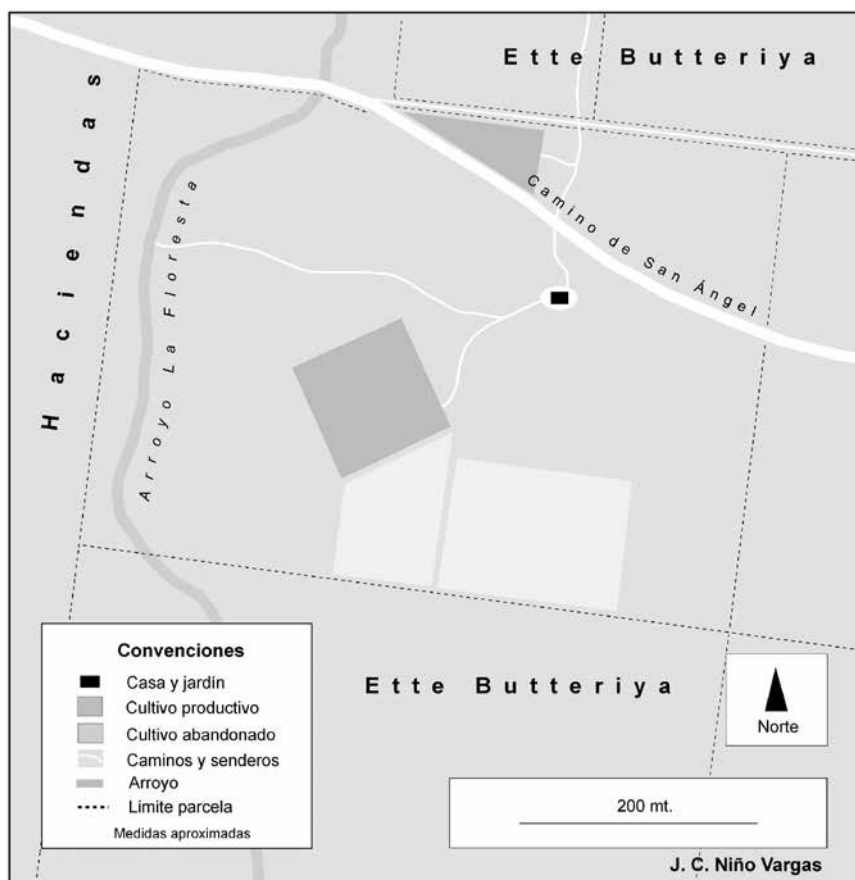 Ette Butteriya
Haciendas
Arroyo La Floresta
Camino de San Ángel
Ette Butteriya
Convenciones
Casa y jardín
Cultivo productivo
Cultivo abandonado
Caminos y senderos
Arroyo
Límite parcela
Medidas aproximadas
Norte
200 mt.
J. C. Niño Vargas